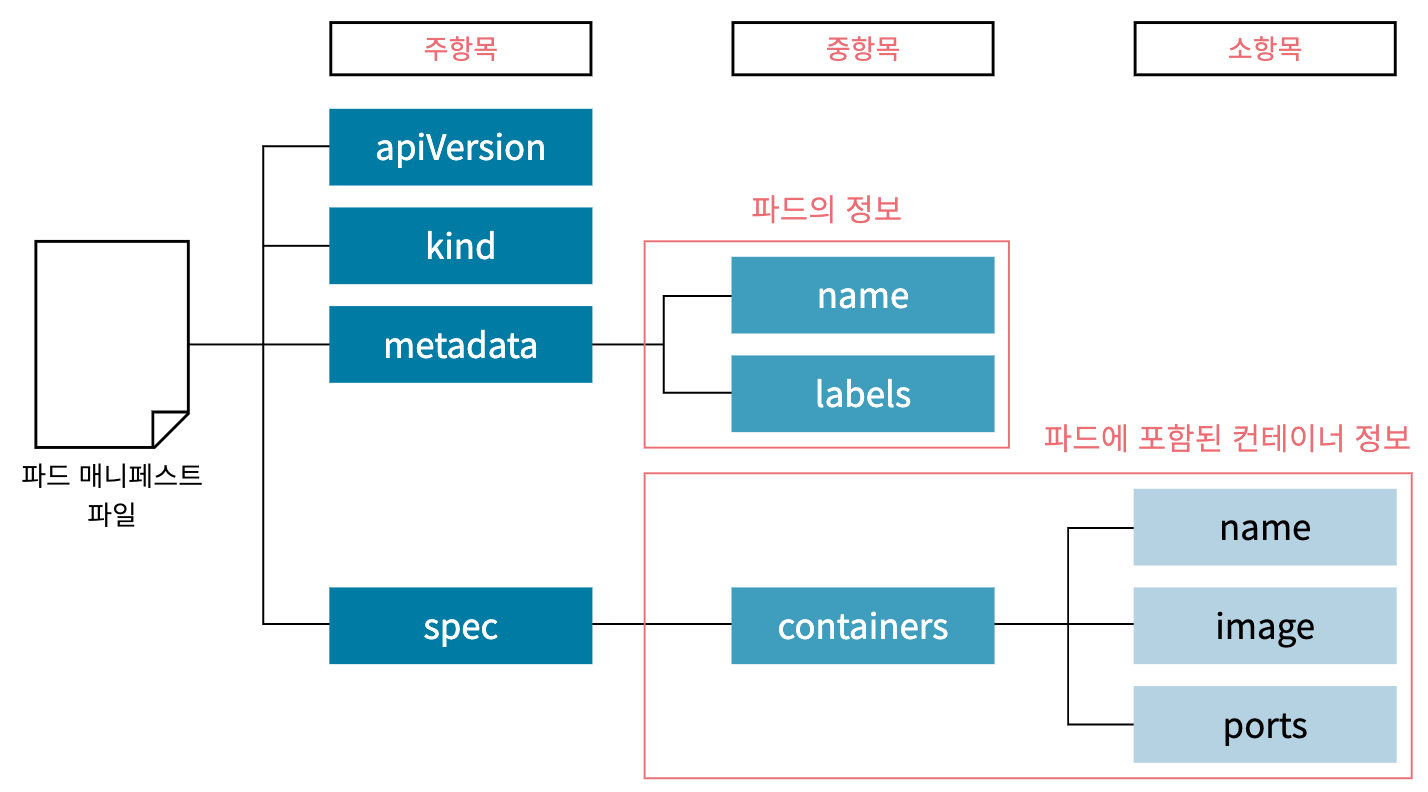 주항목
중항목
소항목
apiVersion
kind
metadata
파드의 정보
name
labels
파드 매니페스트
파일
파드에 포함된 컨테이너 정보
spec
containers
name
image
ports